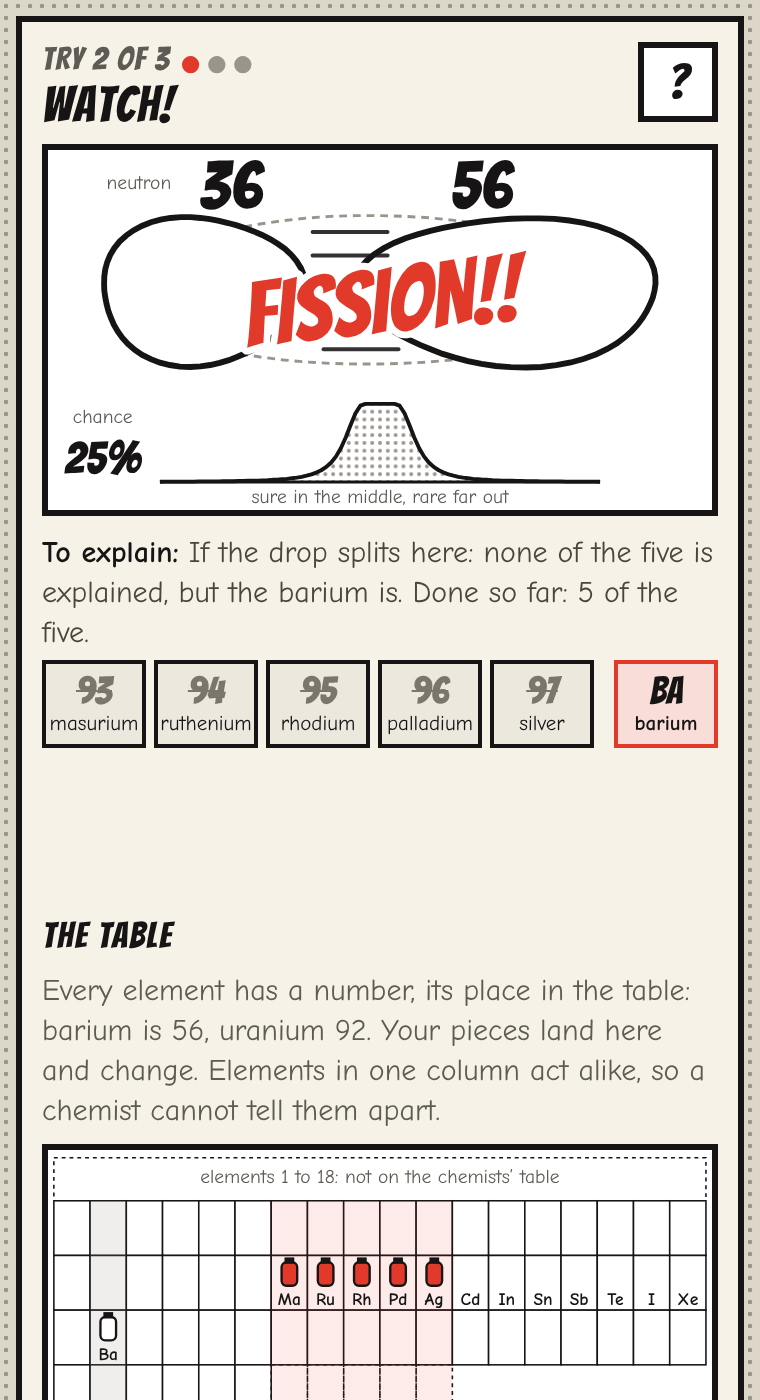 TRY 2 OF 3
WATCH!
?
neutron
36
56
FISSION!!
chance
25%
sure in the middle, rare far out
To explain: If the drop splits here: none of the five is
explained, but the barium is. Done so far: 5 of the
five.
93
masurium
94
ruthenium
95
rhodium
96
palladium
97
silver
BA
barium
THE TABLE
Every element has a number, its place in the table:
barium is 56, uranium 92. Your pieces land here
and change. Elements in one column act alike, so a
chemist cannot tell them apart.
elements 1 to 18: not on the chemists' table
Ma Ru Rh Pd Ag Cd In Sn Sb Te I Xe
Ba